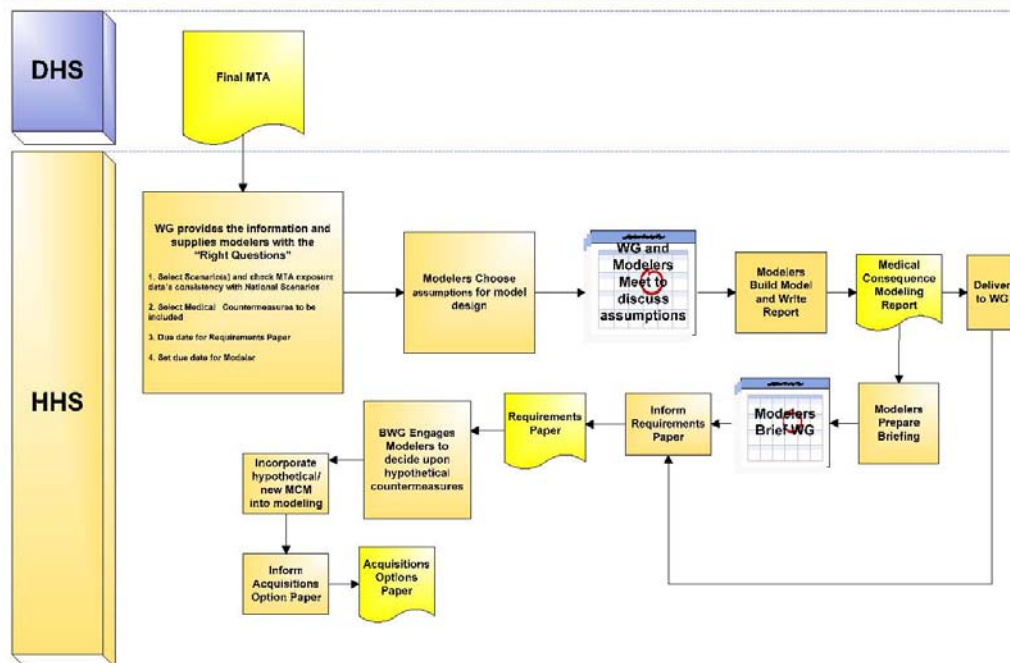 DHS
Final MTA
HHS
WG provides the information and
supplies modelers with the
"Right Questions"
1. Select Scenario(s) and check MTA exposure
data's consistency with National Scenarios
2. Select Medical Countermeasures to be
included
3. Due date for Requirements Paper
4. Set due date for Modeler
Modelers Choose
assumptions for model
design
WG and
Modelers
Meet to
discuss
assumptions
Modelers
Build Model
and Write
Report
Medical
Consequence
Modeling
Report
Deliver
to WG
Modelers
Prepare
Briefing
Modelers
Brief WG
Inform
Requirements
Paper
Requirements
Paper
BWG Engages
Modelers to
decide upon
hypothetical
countermeasures
Incorporate
hypothetical/
new MCM
into modeling
Inform
Acquisitions
Option Paper
Acquisitions
Options
Paper